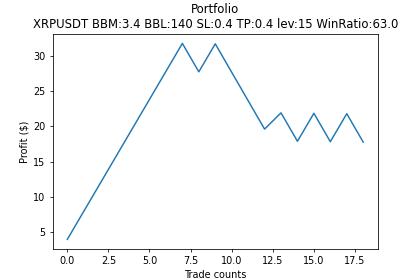 Portfolio
XRPUSDT BBM:3.4 BBL:140 SL:0.4 TP:0.4 lev:15 WinRatio:63.0
30
25
20
15
10
5
Profit ($)
0.0 2.5 5.0 7.5 10.0 12.5 15.0 17.5
Trade counts